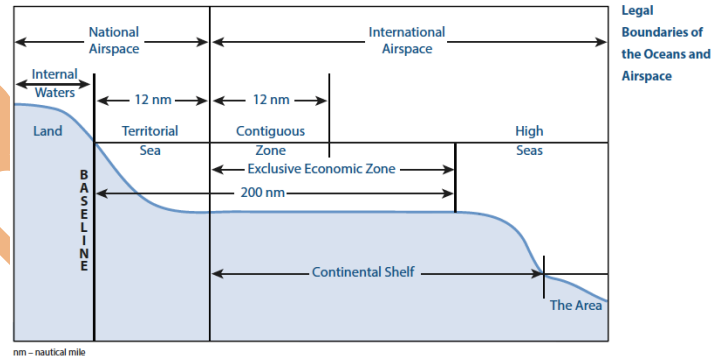 Legal
Boundaries of
the Oceans and
Airspace
National
Airspace
International
Airspace
Internal
Waters
12 nm
12 nm
Land
Territorial
Sea
Contiguous
Zone
High
Seas
Exclusive Economic Zone
200 nm
BASELINE
Continental Shelf
The Area
nm – nautical mile